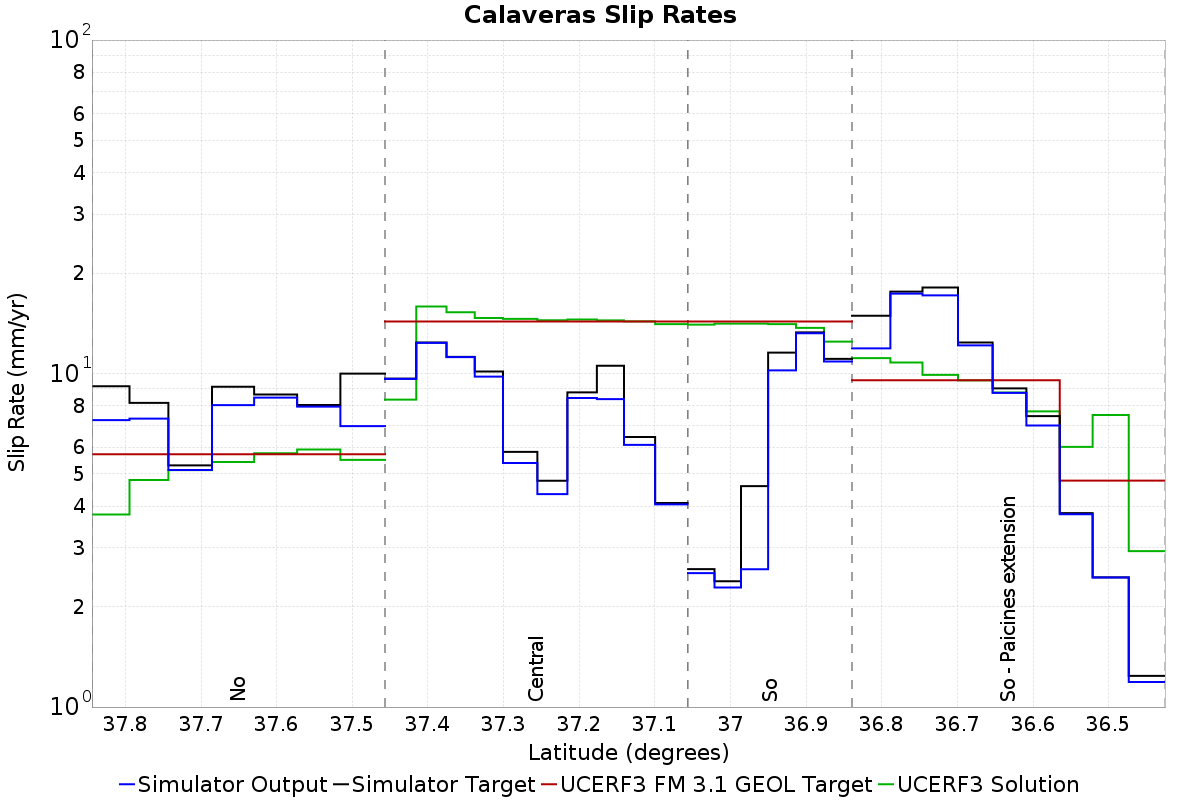 Calaveras Slip Rates
Slip Rate (mm/yr)
10²
8
6
5
4
3
2
10¹
8
6
5
4
3
2
10⁰
No
Central
So
So - Paicines extension
37.8 37.7 37.6 37.5 37.4 37.3 37.2 37.1 37 36.9 36.8 36.7 36.6 36.5
Latitude (degrees)
Simulator Output Simulator Target UCERF3 FM 3.1 GEOL Target UCERF3 Solution